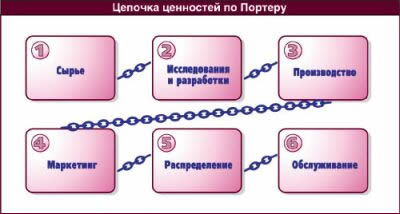 Цепочка ценностей по Портеру
1
Сырье
2
Исследования
и разработки
3
Производство
4
Маркетинг
5
Распределение
6
Обслуживание